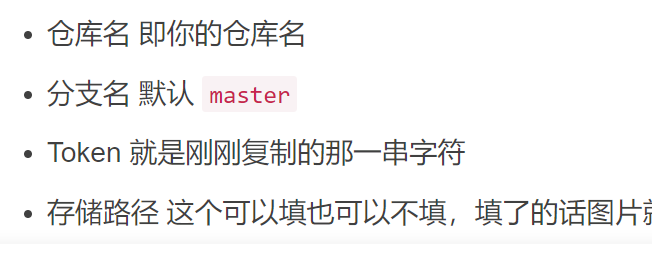 仓库名 即你的仓库名
分支名 默认 master
Token 就是刚刚复制的那一串字符
存储路径 这个可以填也可以不填，填了的话图片